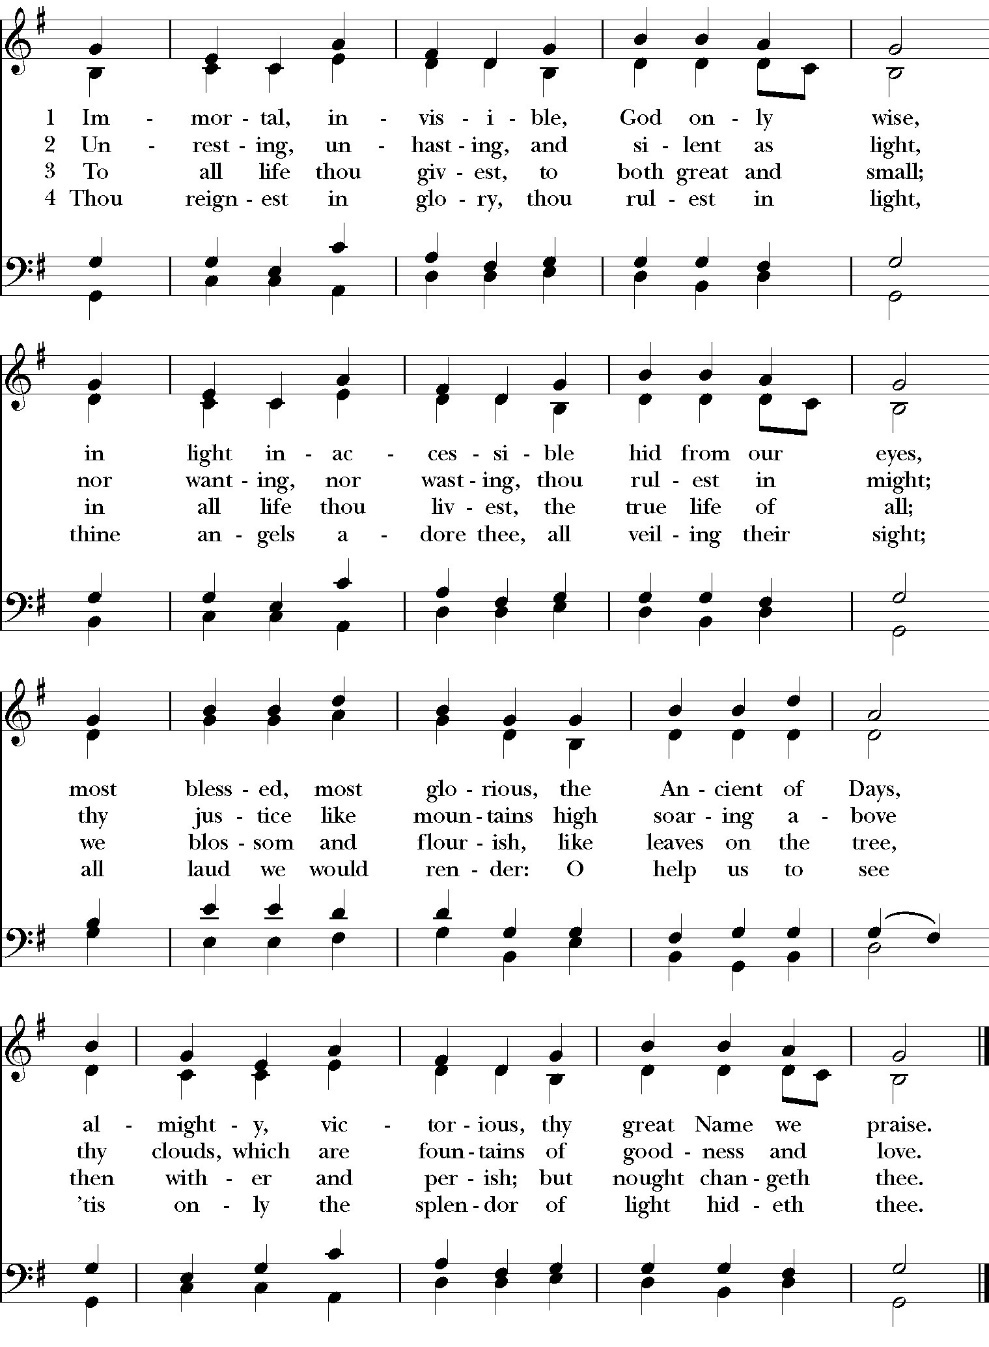 1 Im - mor - tal, in - vis - i - ble, God on - ly wise,
2 Un - rest - ing, un - hast - ing, and si - lent as light,
3 To all life thou giv - est, to both great and small;
4 Thou reign - est in glo - ry, thou rul - est in light,
in light in - ac - ces - si - ble hid from our eyes,
nor want - ing, nor wast - ing, thou rul - est in might;
in all life thou liv - est, the true life of all;
thine an - gels a - dore thee, all veil - ing their sight;
most bless - ed, most glo - rious, the An - cient of Days,
thy jus - tice like moun - tains high soar - ing a - bove
we blos - som and flour - ish, like leaves on the tree,
all laud we would ren - der: O help us to see
al - might - y, vic - tor - ious, thy great Name we praise.
thy clouds, which are foun - tains of good - ness and love.
then with - er and per - ish; but nought chan - geth thee.
’tis on - ly the splen - dor of light hid - eth thee.